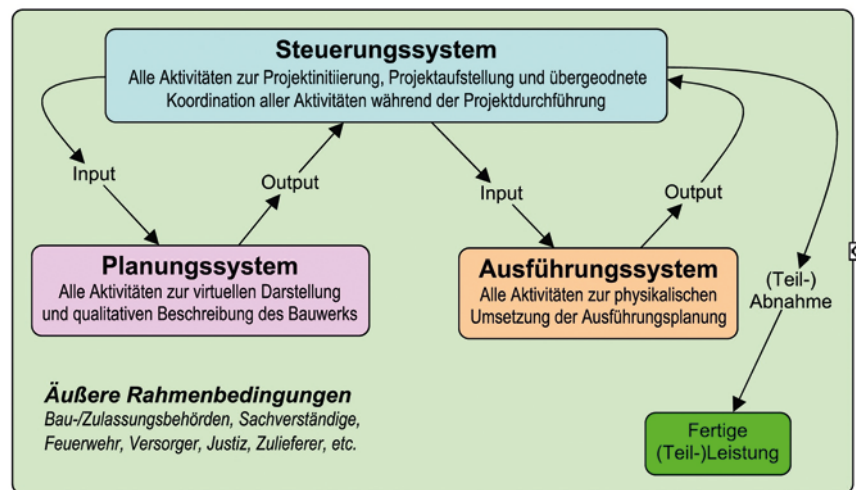 Steuerungssystem
Alle Aktivitäten zur Projektinitiierung, Projektaufstellung und übergeodnete
Koordination aller Aktivitäten während der Projektdurchführung
Input
Output
Input
Output
Planungssystem
Alle Aktivitäten zur virtuellen Darstellung
und qualitativen Beschreibung des Bauwerks
Ausführungssystem
Alle Aktivitäten zur physikalischen
Umsetzung der Ausführungsplanung
(Teil-)
Abnahme
Äußere Rahmenbedingungen
Bau-/Zulassungsbehörden, Sachverständige,
Feuerwehr, Versorger, Justiz, Zulieferer, etc.
Fertige
(Teil-)Leistung